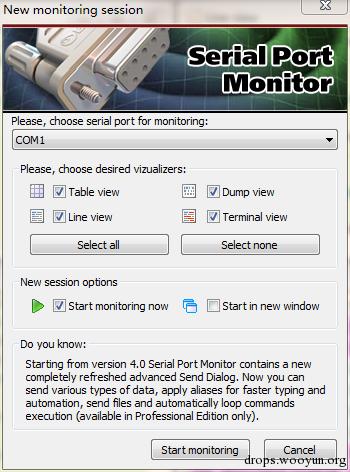 New monitoring session
Serial Port
Monitor
Please, choose serial port for monitoring:
COM1
Please, choose desired vizualizers:
Table view
Dump view
Line view
Terminal view
Select all
Select none
New session options
Start monitoring now
Start in new window
Do you know:
Starting from version 4.0 Serial Port Monitor contains a new
completely refreshed advanced Send Dialog. Now you can
send various types of data, apply aliases for faster typing and
automation, send files and automatically loop commands
execution (available in Professional Edition only).
Start monitoring
Cancel
drops.wooyun.org